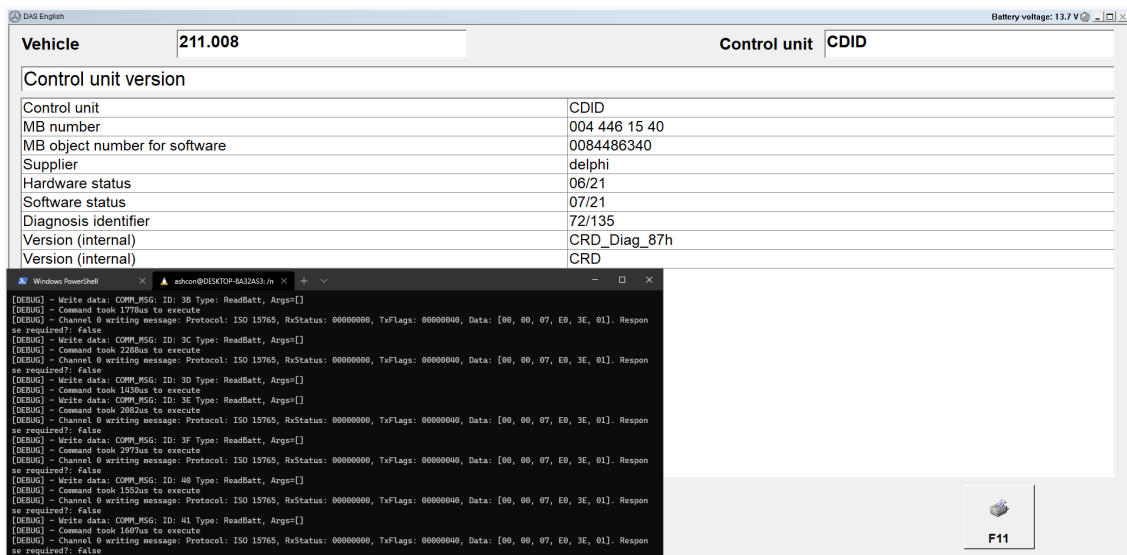 DAS English
Battery voltage: 13.7 V
Vehicle 211.008 Control unit CDID
Control unit version
Control unit CDID
MB number 004 446 15 40
MB object number for software 0084486340
Supplier delphi
Hardware status 06/21
Software status 07/21
Diagnosis identifier 72/135
Version (internal) CRD_Diag_87h
Version (internal) CRD
Windows PowerShell ashcon@DESKTOP-8A32AS3: /n
[DEBUG] - Write data: COMM_MSG: ID: 3B Type: ReadBatt, Args=[]
[DEBUG] - Command took 1778us to execute
[DEBUG] - Channel 0 writing message: Protocol: ISO 15765, RxStatus: 00000000, TxFlags: 00000040, Data: [00, 00, 07, E0, 3E, 01]. Respon
se required?: false
[DEBUG] - Write data: COMM_MSG: ID: 3C Type: ReadBatt, Args=[]
[DEBUG] - Command took 2288us to execute
[DEBUG] - Channel 0 writing message: Protocol: ISO 15765, RxStatus: 00000000, TxFlags: 00000040, Data: [00, 00, 07, E0, 3E, 01]. Respon
se required?: false
[DEBUG] - Write data: COMM_MSG: ID: 3D Type: ReadBatt, Args=[]
[DEBUG] - Command took 1430us to execute
[DEBUG] - Write data: COMM_MSG: ID: 3E Type: ReadBatt, Args=[]
[DEBUG] - Command took 2082us to execute
[DEBUG] - Channel 0 writing message: Protocol: ISO 15765, RxStatus: 00000000, TxFlags: 00000040, Data: [00, 00, 07, E0, 3E, 01]. Respon
se required?: false
[DEBUG] - Write data: COMM_MSG: ID: 3F Type: ReadBatt, Args=[]
[DEBUG] - Command took 2973us to execute
[DEBUG] - Channel 0 writing message: Protocol: ISO 15765, RxStatus: 00000000, TxFlags: 00000040, Data: [00, 00, 07, E0, 3E, 01]. Respon
se required?: false
[DEBUG] - Write data: COMM_MSG: ID: 40 Type: ReadBatt, Args=[]
[DEBUG] - Command took 1552us to execute
[DEBUG] - Channel 0 writing message: Protocol: ISO 15765, RxStatus: 00000000, TxFlags: 00000040, Data: [00, 00, 07, E0, 3E, 01]. Respon
se required?: false
[DEBUG] - Write data: COMM_MSG: ID: 41 Type: ReadBatt, Args=[]
[DEBUG] - Command took 1607us to execute
[DEBUG] - Channel 0 writing message: Protocol: ISO 15765, RxStatus: 00000000, TxFlags: 00000040, Data: [00, 00, 07, E0, 3E, 01]. Respon
se required?: false
F11